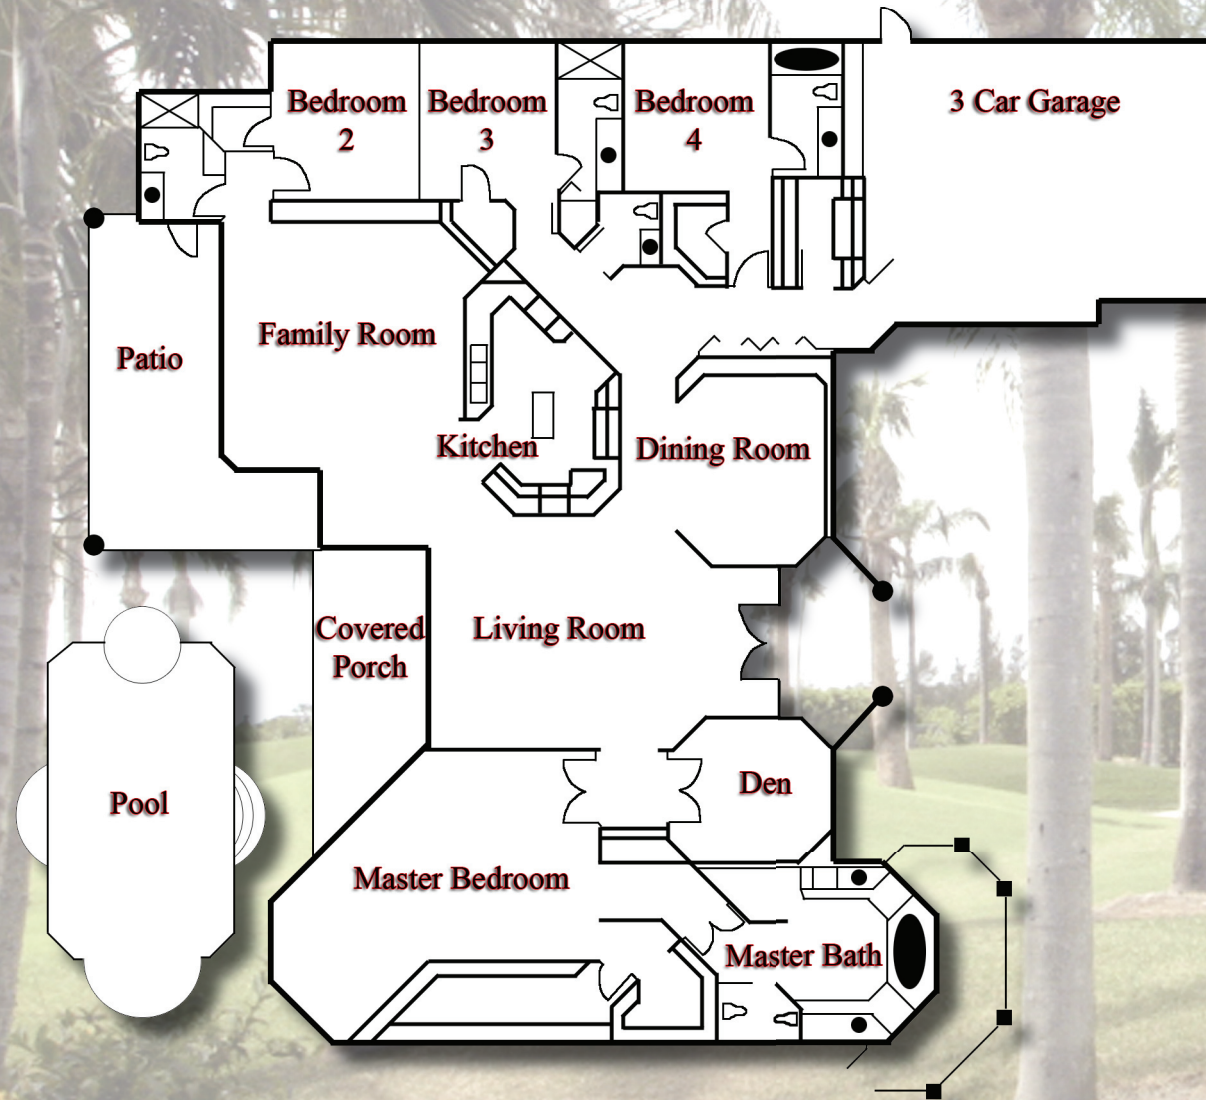 Bedroom
2
Bedroom
3
Bedroom
4
3 Car Garage
Family Room
Patio
Kitchen
Dining Room
Covered
Porch
Living Room
Pool
Den
Master Bedroom
Master Bath